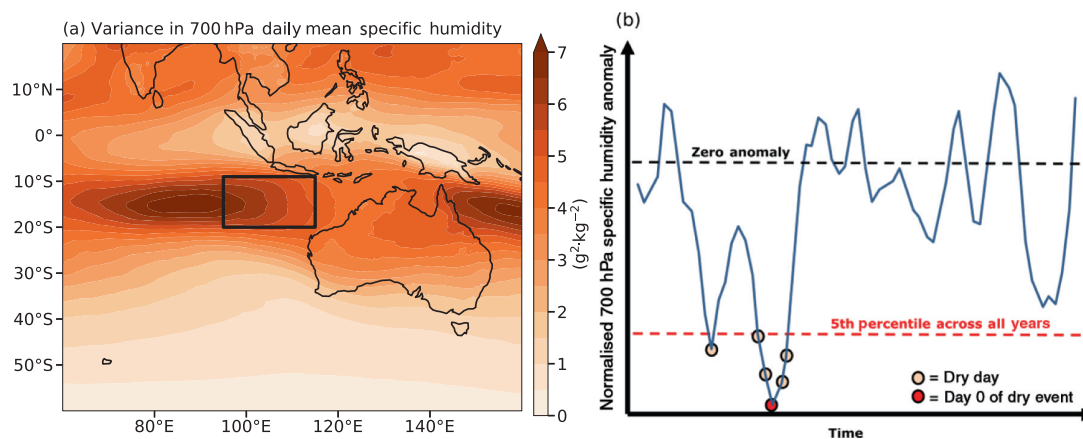 (a) Variance in 700 hPa daily mean specific humidity
10°N
0°
10°S
20°S
30°S
40°S
50°S
80°E
100°E
120°E
140°E
7
6
5
4
3
2
1
0
(g²kg⁻²)
(b)
Normalised 700 hPa specific humidity anomaly
Zero anomaly
5th percentile across all years
= Dry day
= Day 0 of dry event
Time